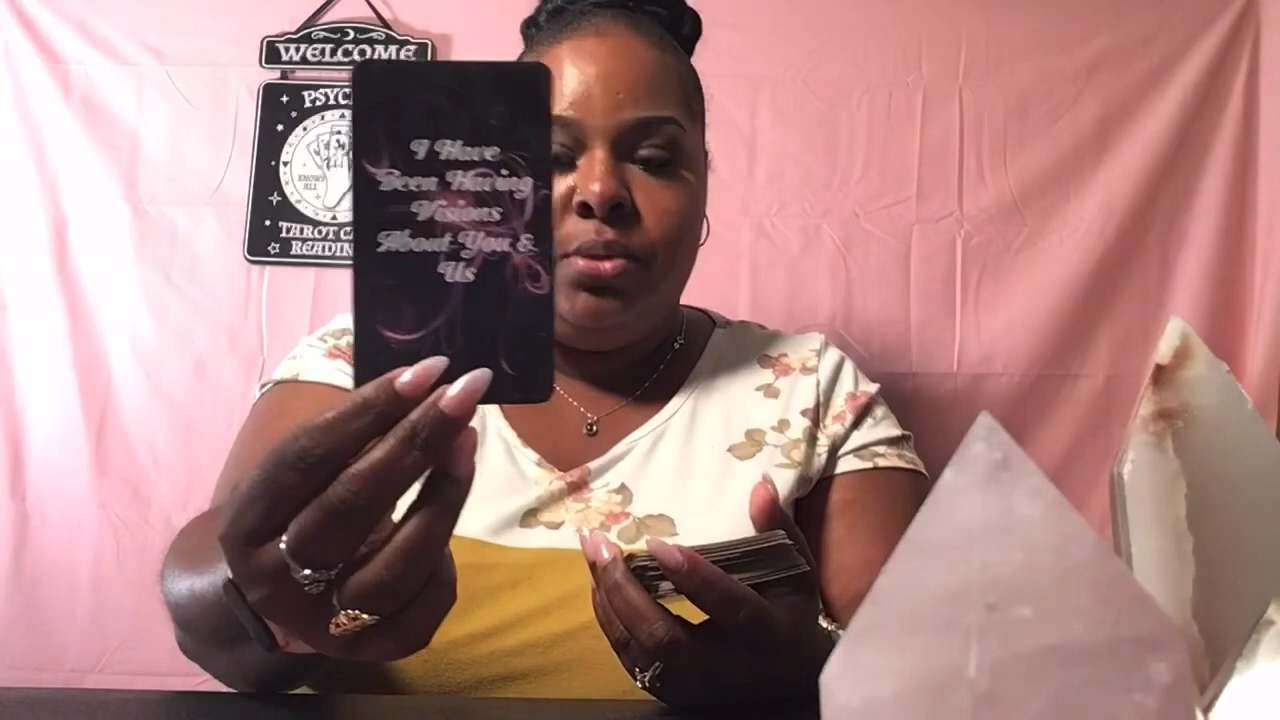 WELCOME
PSYC
KNOWS
ALL
TAROT CA
READIN
I Have
Been Having
Visions
About You &
Us